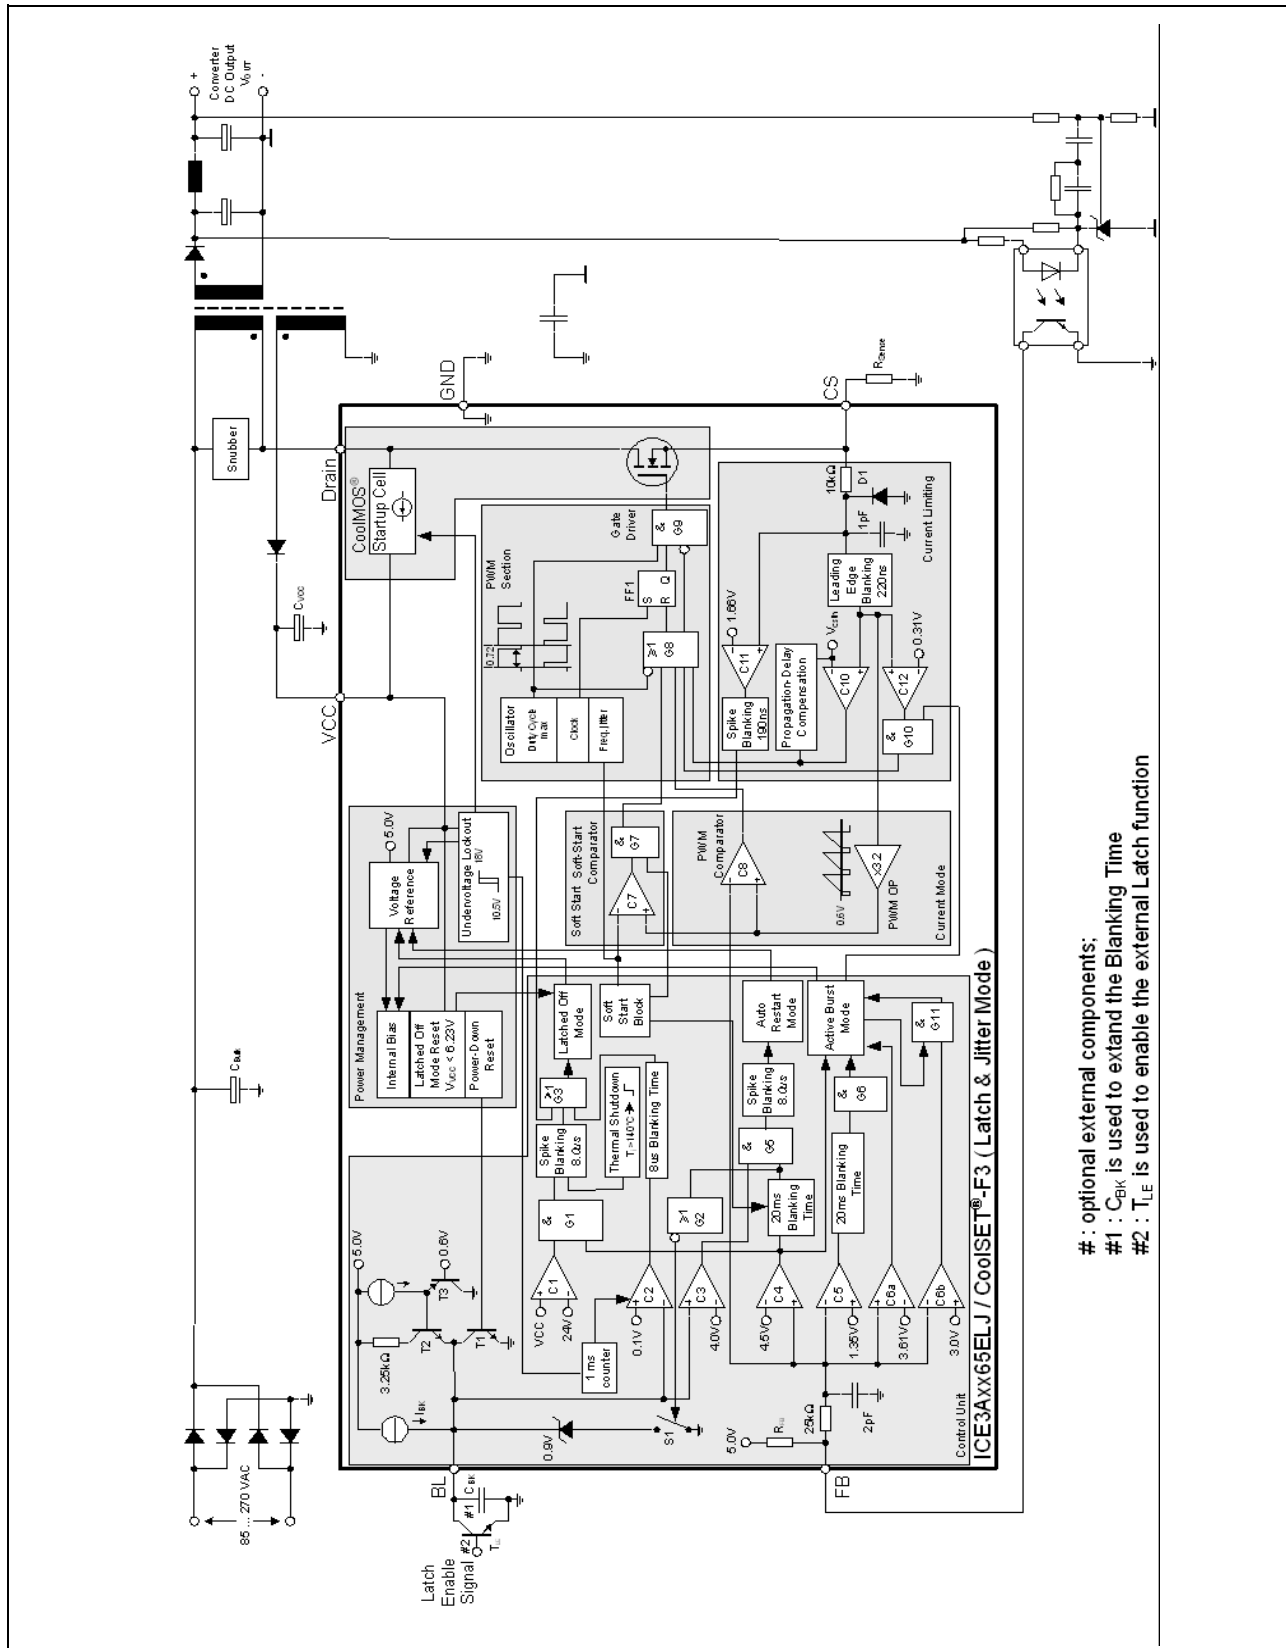 +
Converter
DC Output
VOUT
-
Snubber
85 ... 270 VAC
CBulk
CVCC
VCC
Drain
GND
CS
RSense
CoolMOS®
Startup Cell
Power Management
Internal Bias
Latched Off
Mode Reset
VVCC < 6.23V
Power-Down
Reset
Voltage
Reference
5.0V
Undervoltage Lockout
18V
10.5V
PWM
Section
0.72
Oscillator
Duty Cycle
max
Clock
Freq. Jitter
FF1
S
R
Q
≥1
G8
Gate
Driver
&
G9
Soft Start
Soft-Start
Comparator
C7
&
G7
PWM
Comparator
C8
0.6V
x3.2
PWM OP
Current Mode
1.66V
C11
Spike
Blanking
190ns
Propagation-Delay
Compensation
Vcsth
C10
C12
0.31V
&
G10
Leading
Edge
Blanking
220ns
10kΩ
D1
1pF
Current Limiting
BL
#1
CBK
#2
TLE
Latch
Enable
Signal
5.0V
IBK
3.25kΩ
T2
T3
0.6V
T1
0.9V
S1
1 ms
counter
VCC
24V
C1
0.1V
C2
4.0V
C3
4.5V
C4
C5
1.35V
C6a
3.61V
C6b
3.0V
&
G1
Spike
Blanking
8.0us
≥1
G3
Latched Off
Mode
Thermal Shutdown
Tj >140°C
8us Blanking Time
≥1
G2
Soft
Start
Block
20ms
Blanking
Time
&
G5
Spike
Blanking
8.0us
Auto
Restart
Mode
20ms Blanking
Time
&
G6
Active Burst
Mode
&
G11
FB
5.0V
RFB
25kΩ
2pF
Control Unit
ICE3Axx65ELJ / CoolSET®-F3 ( Latch & Jitter Mode )
# : optional external components;
#1 : CBK is used to extand the Blanking Time
#2 : TLE is used to enable the external Latch function